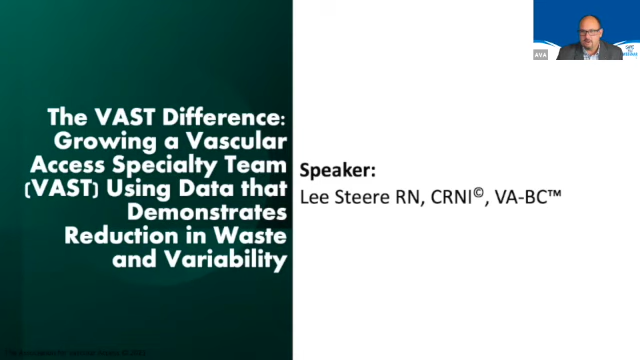 The VAST Difference:
Growing a Vascular
Access Specialty Team
(VAST) Using Data that
Demonstrates
Reduction in Waste
and Variability
Speaker:
Lee Steere RN, CRNI©, VA-BC™
AVA